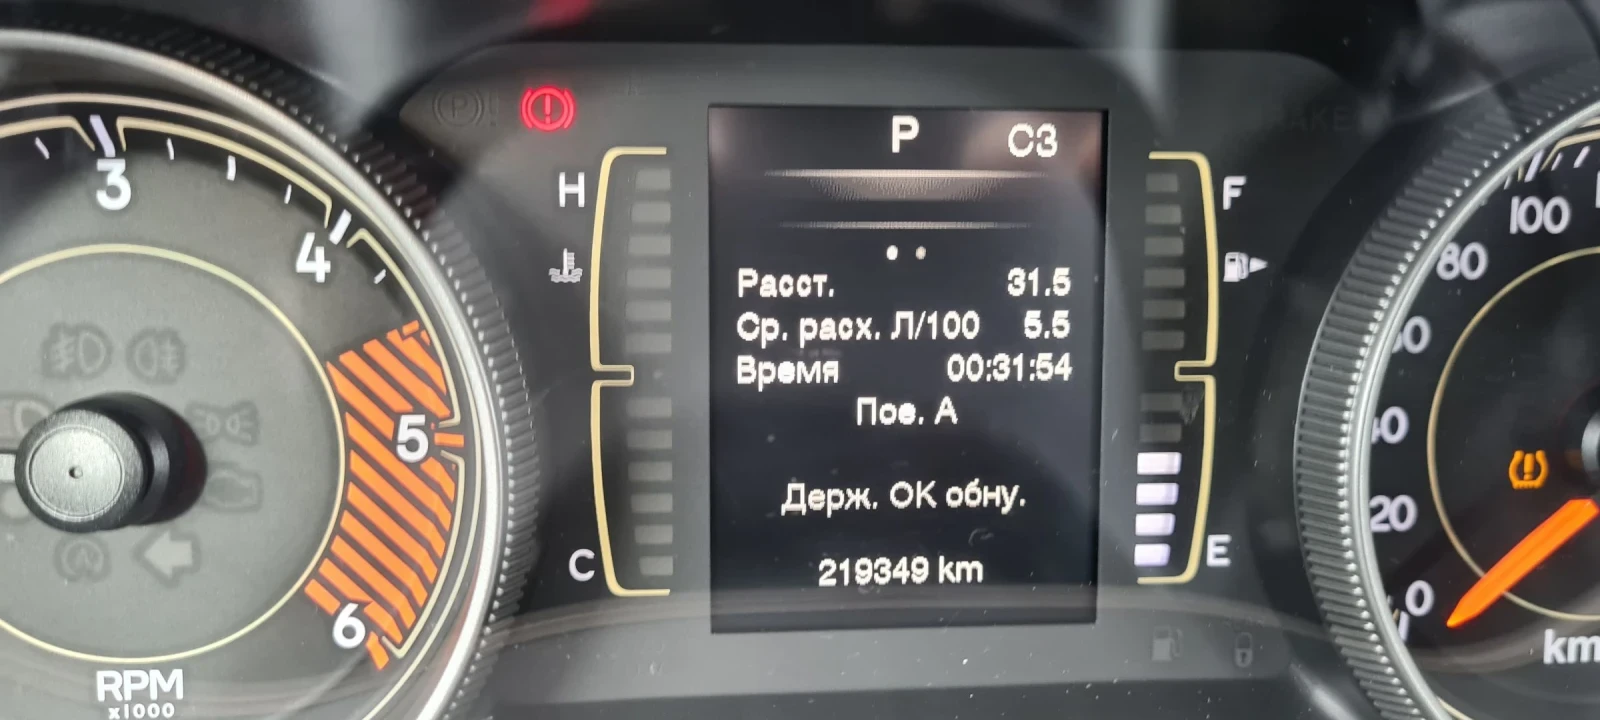 P C3
H
F
Расст. 31.5
Ср. расх. Л/100 5.5
Время 00:31:54
Пое. А
Держ. ОК обну.
219349 km
C
E
3
4
5
6
RPM
x1000
100
80
20
0
km